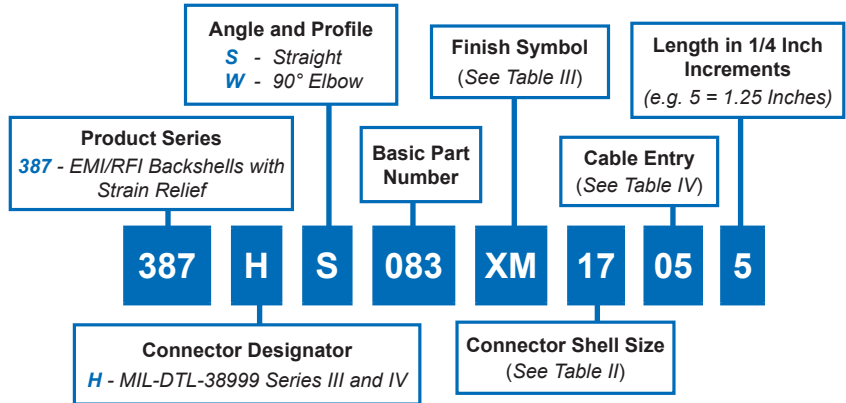 Angle and Profile
S - Straight
W - 90° Elbow
Finish Symbol
(See Table III)
Length in 1/4 Inch
Increments
(e.g. 5 = 1.25 Inches)
Product Series
387 - EMI/RFI Backshells with
Strain Relief
Basic Part
Number
Cable Entry
(See Table IV)
387 H S 083 XM 17 05 5
Connector Designator
H - MIL-DTL-38999 Series III and IV
Connector Shell Size
(See Table II)